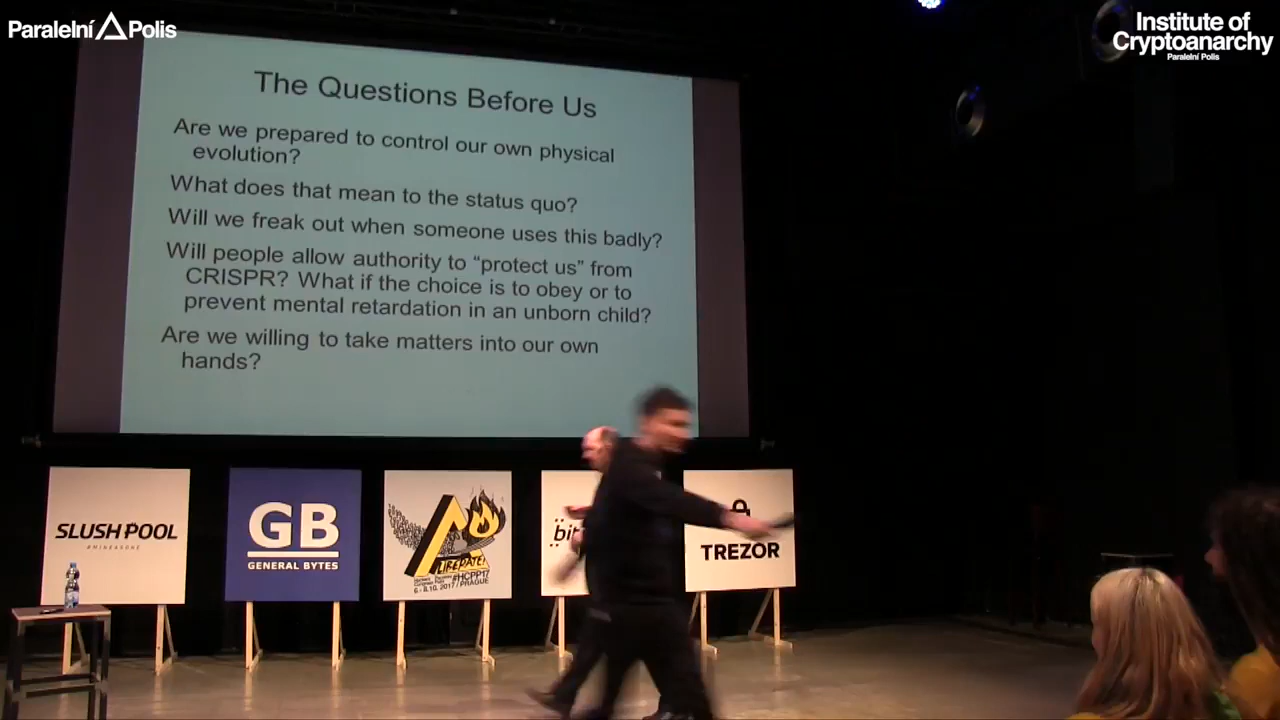 Paralelní Polis
Institute of
Cryptoanarchy
Paralelní Polis
The Questions Before Us
Are we prepared to control our own physical
evolution?
What does that mean to the status quo?
Will we freak out when someone uses this badly?
Will people allow authority to “protect us” from
CRISPR? What if the choice is to obey or to
prevent mental retardation in an unborn child?
Are we willing to take matters into our own
hands?
SLUSH POOL
GB
GENERAL BYTES
LIBERATE!
#HCPP17
6.-8.10. 2017 / PRAGUE
bit
TREZOR